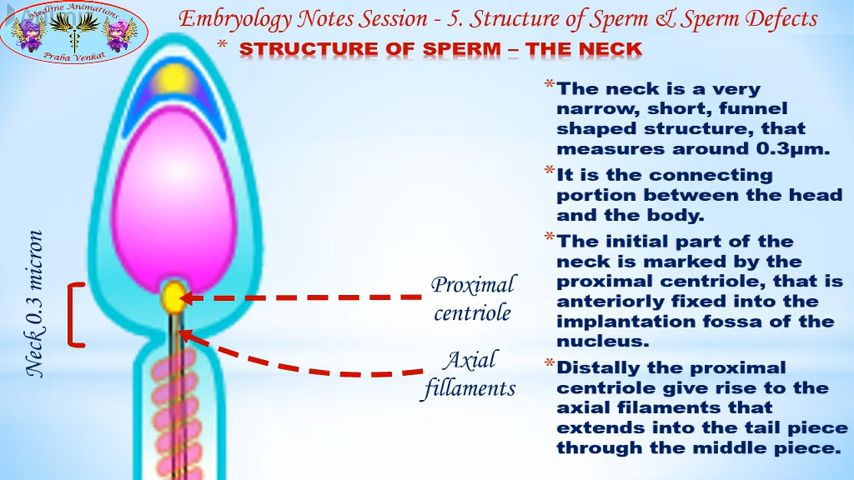 Medline Animations
Praba Venkat
Embryology Notes Session - 5. Structure of Sperm & Sperm Defects
* STRUCTURE OF SPERM – THE NECK
*The neck is a very
narrow, short, funnel
shaped structure, that
measures around 0.3µm.
*It is the connecting
portion between the head
and the body.
*The initial part of the
neck is marked by the
proximal centriole, that is
anteriorly fixed into the
implantation fossa of the
nucleus.
*Distally the proximal
centriole give rise to the
axial filaments that
extends into the tail piece
through the middle piece.
Neck 0.3 micron
Proximal
centriole
Axial
fillaments